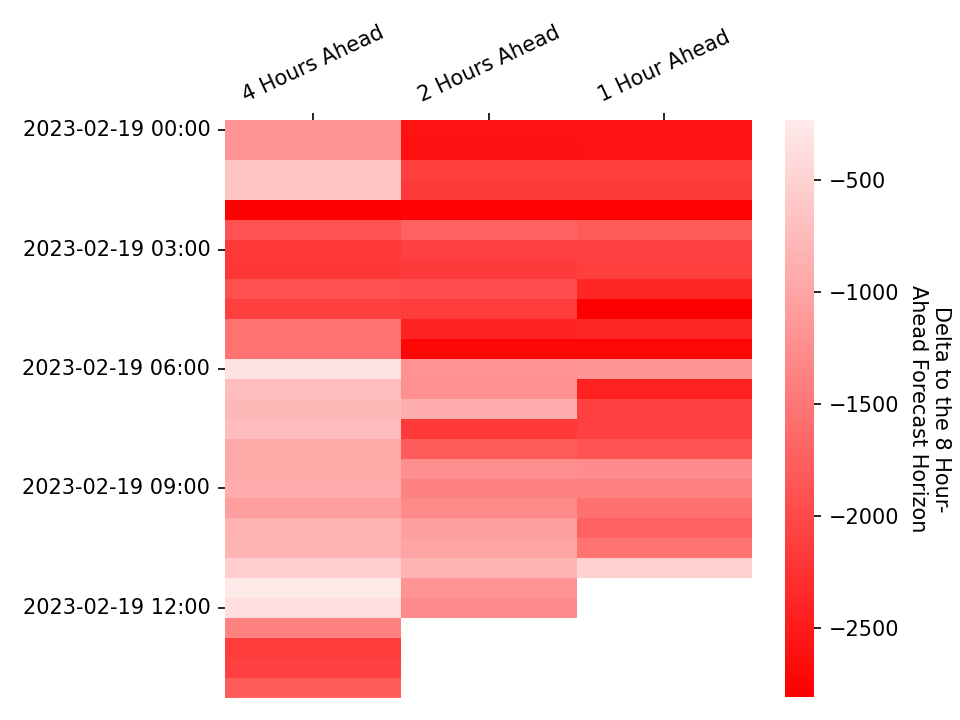 4 Hours Ahead
2 Hours Ahead
1 Hour Ahead
2023-02-19 00:00
2023-02-19 03:00
2023-02-19 06:00
2023-02-19 09:00
2023-02-19 12:00
−500
−1000
−1500
−2000
−2500
Delta to the 8 Hour-
Ahead Forecast Horizon